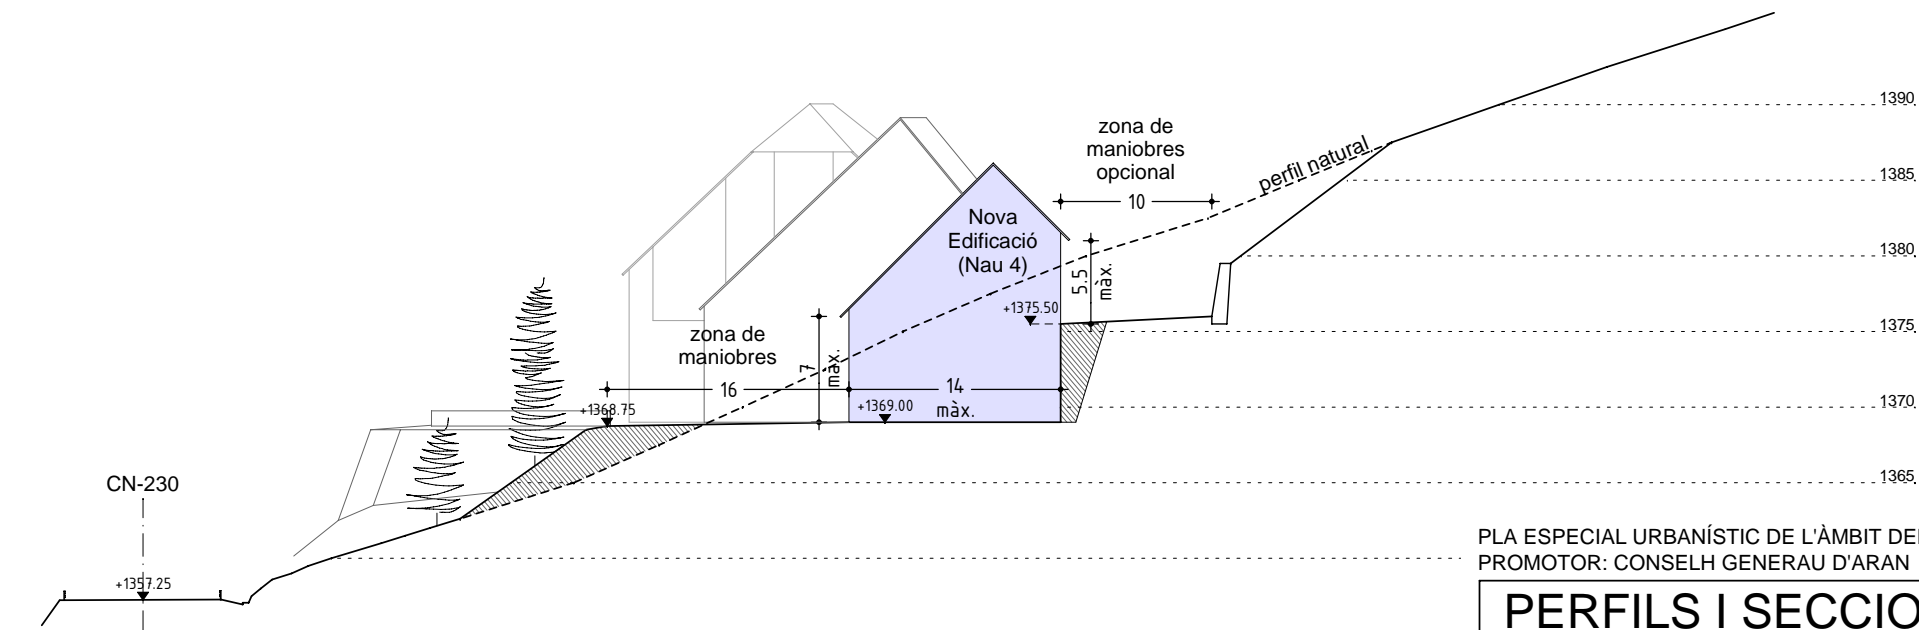 1390
zona de
maniobres
opcional
perfil natural
1385
10
Nova
Edificació
(Nau 4)
1380
5.5
màx.
+1375.50
1375
zona de
maniobres
7
màx.
16
14
màx.
+1368.75
+1369.00
1370
CN-230
1365
+1357.25
PLA ESPECIAL URBANÍSTIC DE L'ÀMBIT DE
PROMOTOR: CONSELH GENERAU D'ARAN
PERFILS I SECCIO